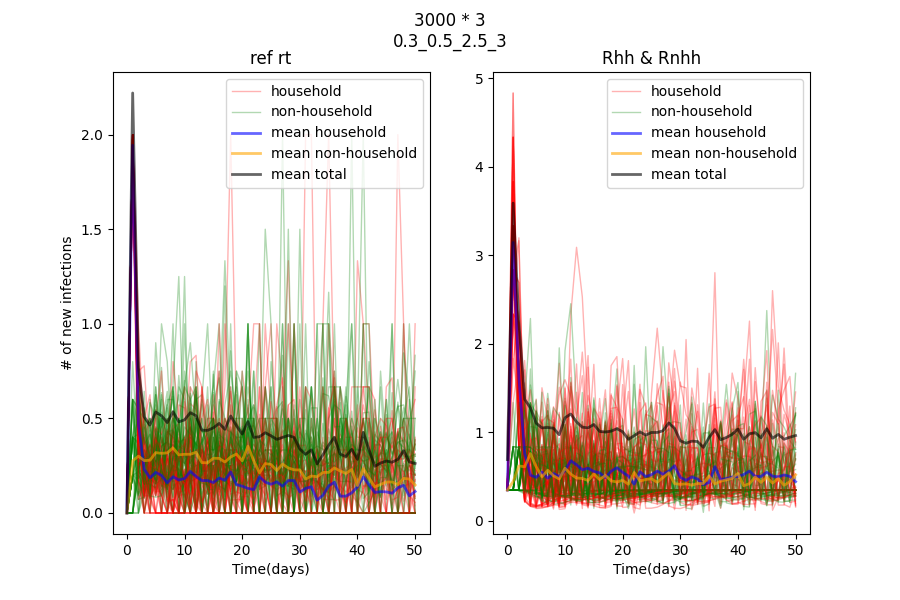 3000 * 3
0.3_0.5_2.5_3
ref rt
household
non-household
mean household
mean non-household
mean total
# of new infections
2.0
1.5
1.0
0.5
0.0
0 10 20 30 40 50
Time(days)
Rhh & Rnhh
household
non-household
mean household
mean non-household
mean total
5
4
3
2
1
0
0 10 20 30 40 50
Time(days)